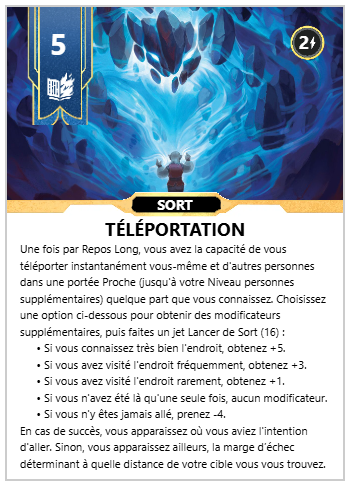 5
2
SORT
TÉLÉPORTATION
Une fois par Repos Long, vous avez la capacité de vous
téléporter instantanément vous-même et d'autres personnes
dans une portée Proche (jusqu'à votre Niveau personnes
supplémentaires) quelque part que vous connaissez. Choisissez
une option ci-dessous pour obtenir des modificateurs
supplémentaires, puis faites un jet Lancer de Sort (16) :
• Si vous connaissez très bien l'endroit, obtenez +5.
• Si vous avez visité l'endroit fréquemment, obtenez +3.
• Si vous avez visité l'endroit rarement, obtenez +1.
• Si vous n'avez été là qu'une seule fois, aucun modificateur.
• Si vous n'y êtes jamais allé, prenez -4.
En cas de succès, vous apparaissez où vous aviez l'intention
d'aller. Sinon, vous apparaissez ailleurs, la marge d'échec
déterminant à quelle distance de votre cible vous vous trouvez.